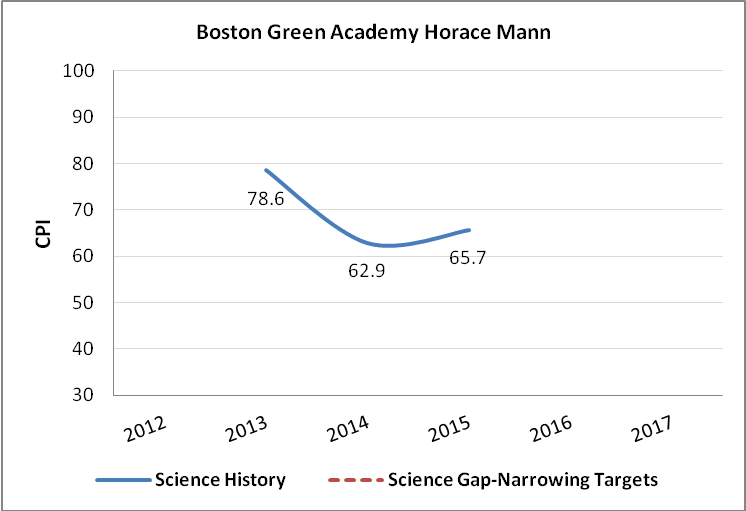 Boston Green Academy Horace Mann
100
90
80
70
60
50
40
30
CPI
78.6
62.9
65.7
2012 2013 2014 2015 2016 2017
Science History Science Gap-Narrowing Targets